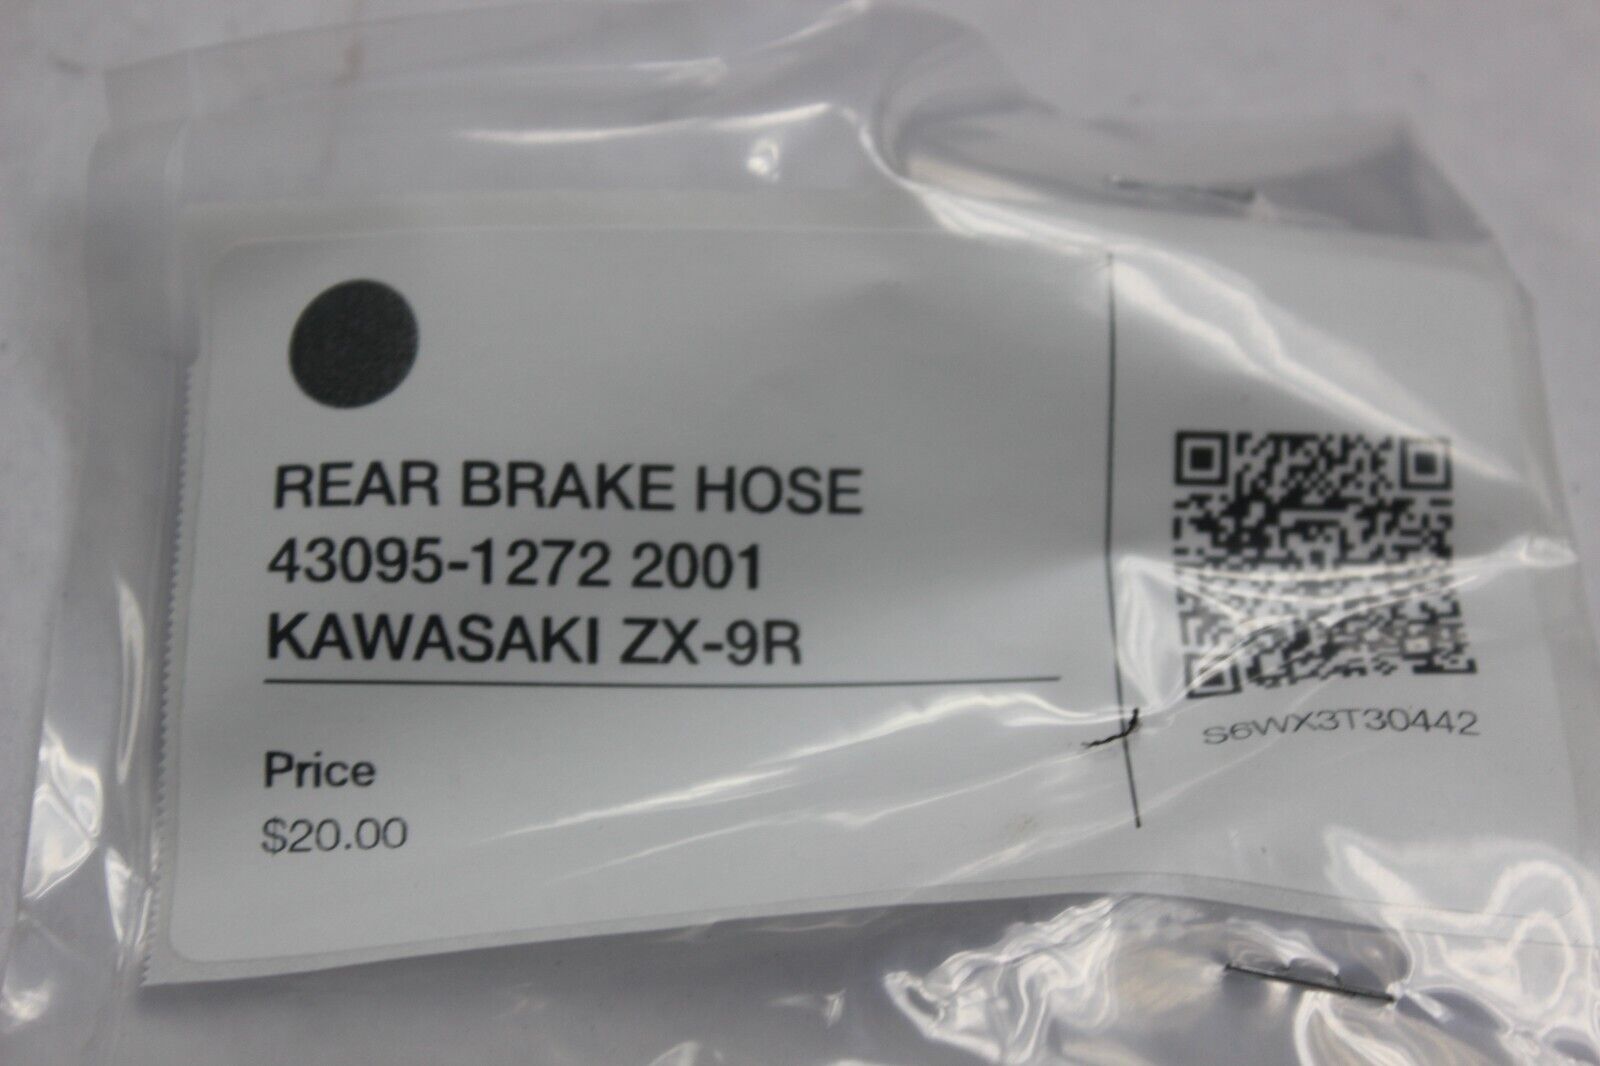 REAR BRAKE HOSE
43095-1272 2001
KAWASAKI ZX-9R
Price
$20.00
S6WX3T30442